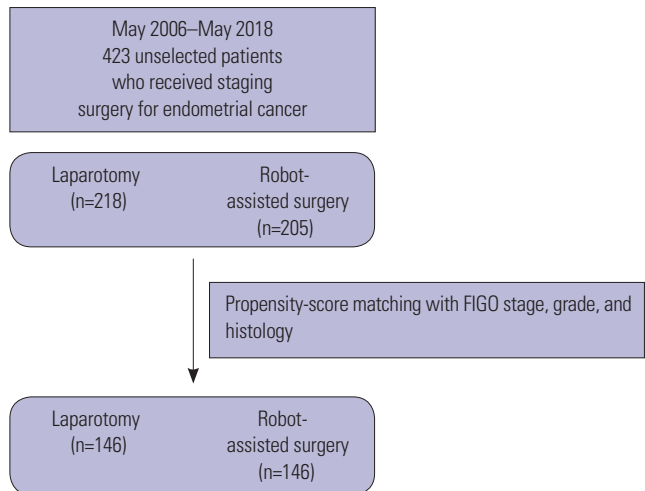 May 2006–May 2018
423 unselected patients
who received staging
surgery for endometrial cancer
Laparotomy
(n=218)
Robot-
assisted surgery
(n=205)
Propensity-score matching with FIGO stage, grade, and
histology
Laparotomy
(n=146)
Robot-
assisted surgery
(n=146)